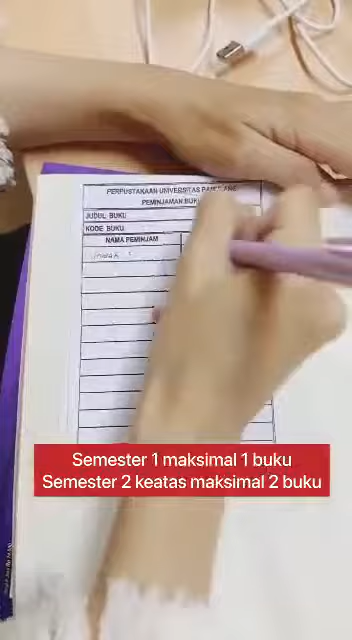 PERPUSTAKAAN UNIVERSITAS
PEMINJAMAN BUKU
JUDUL BUKU
KODE BUKU
NAMA PEMINJAM
Semester 1 maksimal 1 buku
Semester 2 keatas maksimal 2 buku